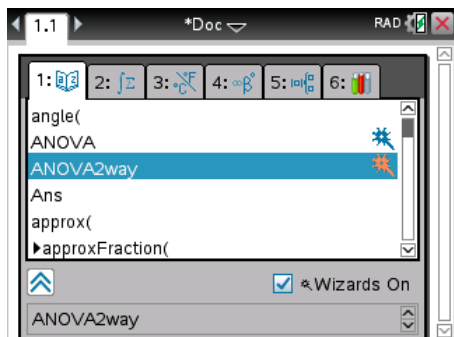 1.1 *Doc RAD
1: 2: ∫Σ 3: °C°F 4: ∞β° 5: 6:
angle(
ANOVA
ANOVA2way
Ans
approx(
▶approxFraction(
Wizards On
ANOVA2way